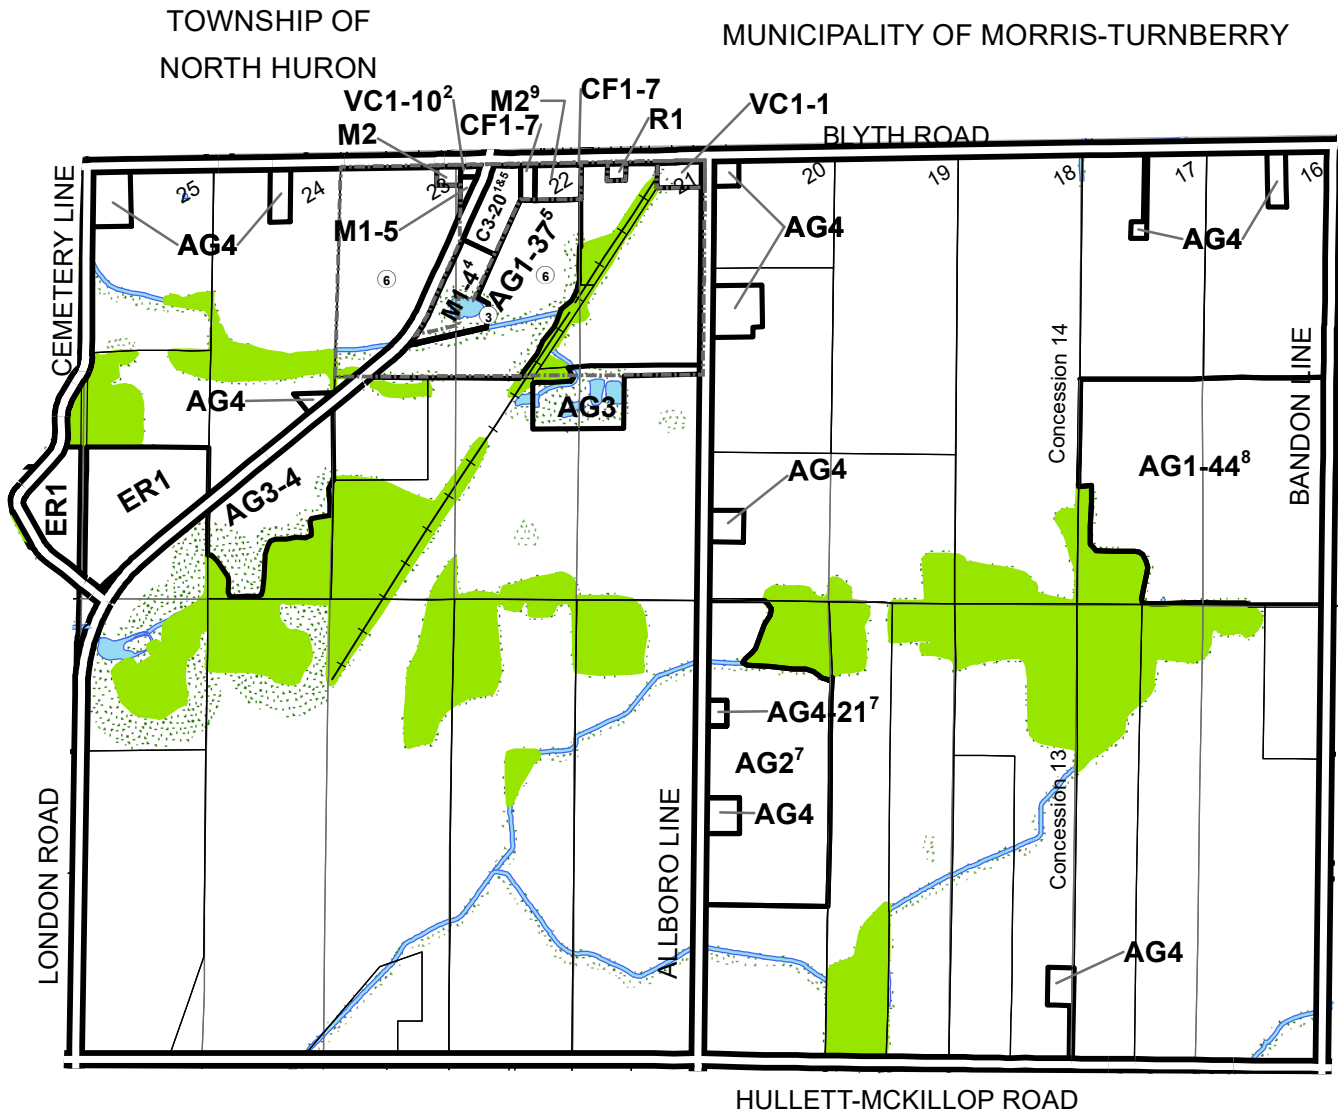 TOWNSHIP OF
NORTH HURON
MUNICIPALITY OF MORRIS-TURNBERRY
VC1-10²
M2⁹
CF1-7
CF1-7
VC1-1
M2
R1
BLYTH ROAD
CEMETERY LINE
25
24
23
22
21
20
19
18
17
16
C3-20¹&⁵
M1-5
AG4
AG4
AG4
6
M1-4⁴
AG1-37⁵
6
3
Concession 14
BANDON LINE
AG4
AG3
AG4
AG1-44⁸
ER1
ER1
AG3-4
AG4-21⁷
AG2⁷
AG4
LONDON ROAD
ALLBORO LINE
Concession 13
AG4
HULLETT-MCKILLOP ROAD